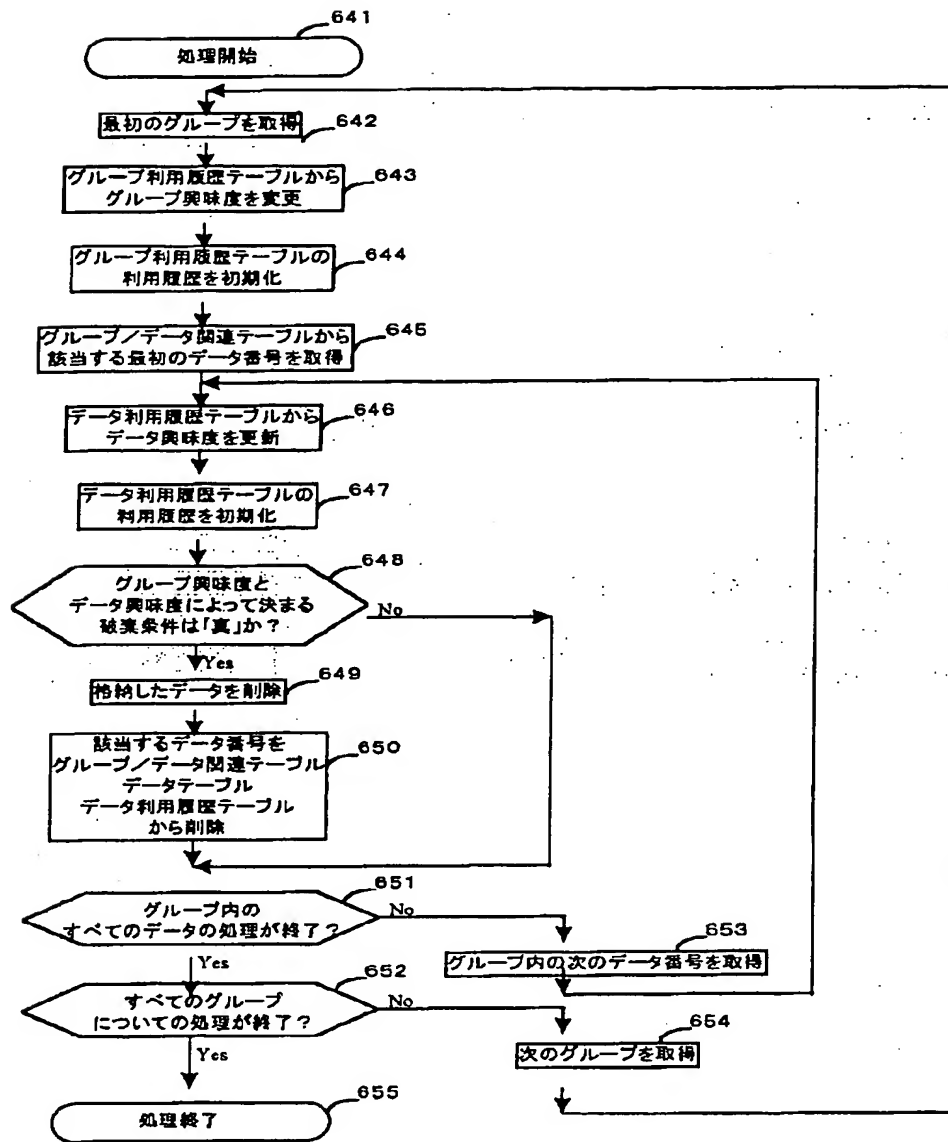 641
処理開始
最初のグループを取得
642
グループ利用履歴テーブルから
グループ興味度を変更
643
グループ利用履歴テーブルの
利用履歴を初期化
644
グループ／データ関連テーブルから
該当する最初のデータ番号を取得
645
データ利用履歴テーブルから
データ興味度を更新
646
データ利用履歴テーブルの
利用履歴を初期化
647
グループ興味度と
データ興味度によって決まる
破棄条件は「真」か？
648
No
Yes
格納したデータを削除
649
該当するデータ番号を
グループ／データ関連テーブル
データテーブル
データ利用履歴テーブル
から削除
650
グループ内の
すべてのデータの処理が終了？
651
No
Yes
653
グループ内の次のデータ番号を取得
すべてのグループ
についての処理が終了？
652
No
Yes
654
次のグループを取得
処理終了
655